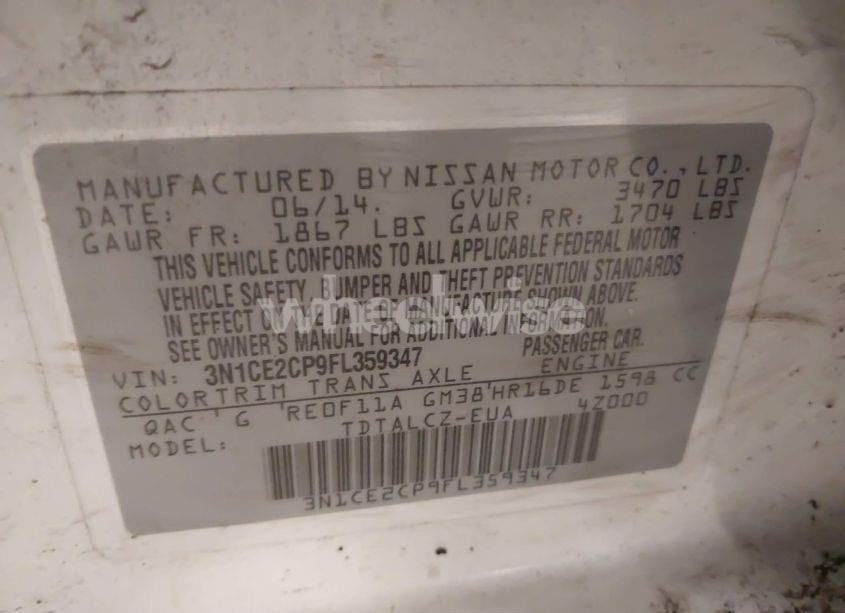 MANUFACTURED BY NISSAN MOTOR CO., LTD.
DATE: 06/14. GVWR: 3470 LBS
GAWR FR: 1867 LBS GAWR RR: 1704 LBS
THIS VEHICLE CONFORMS TO ALL APPLICABLE FEDERAL MOTOR
VEHICLE SAFETY, BUMPER AND THEFT PREVENTION STANDARDS
IN EFFECT ON THE DATE OF MANUFACTURE SHOWN ABOVE.
SEE OWNER'S MANUAL FOR ADDITIONAL INFORMATION.
wheelwise
VIN: 3N1CE2CP9FL359347 PASSENGER CAR.
COLORTRIM TRANS AXLE ENGINE
QAC ' G 'REOF11A GM38'HR16DE 1598 CC
MODEL: TDTALCZ-EUA 4Z000
3N1CE2CP9FL359347